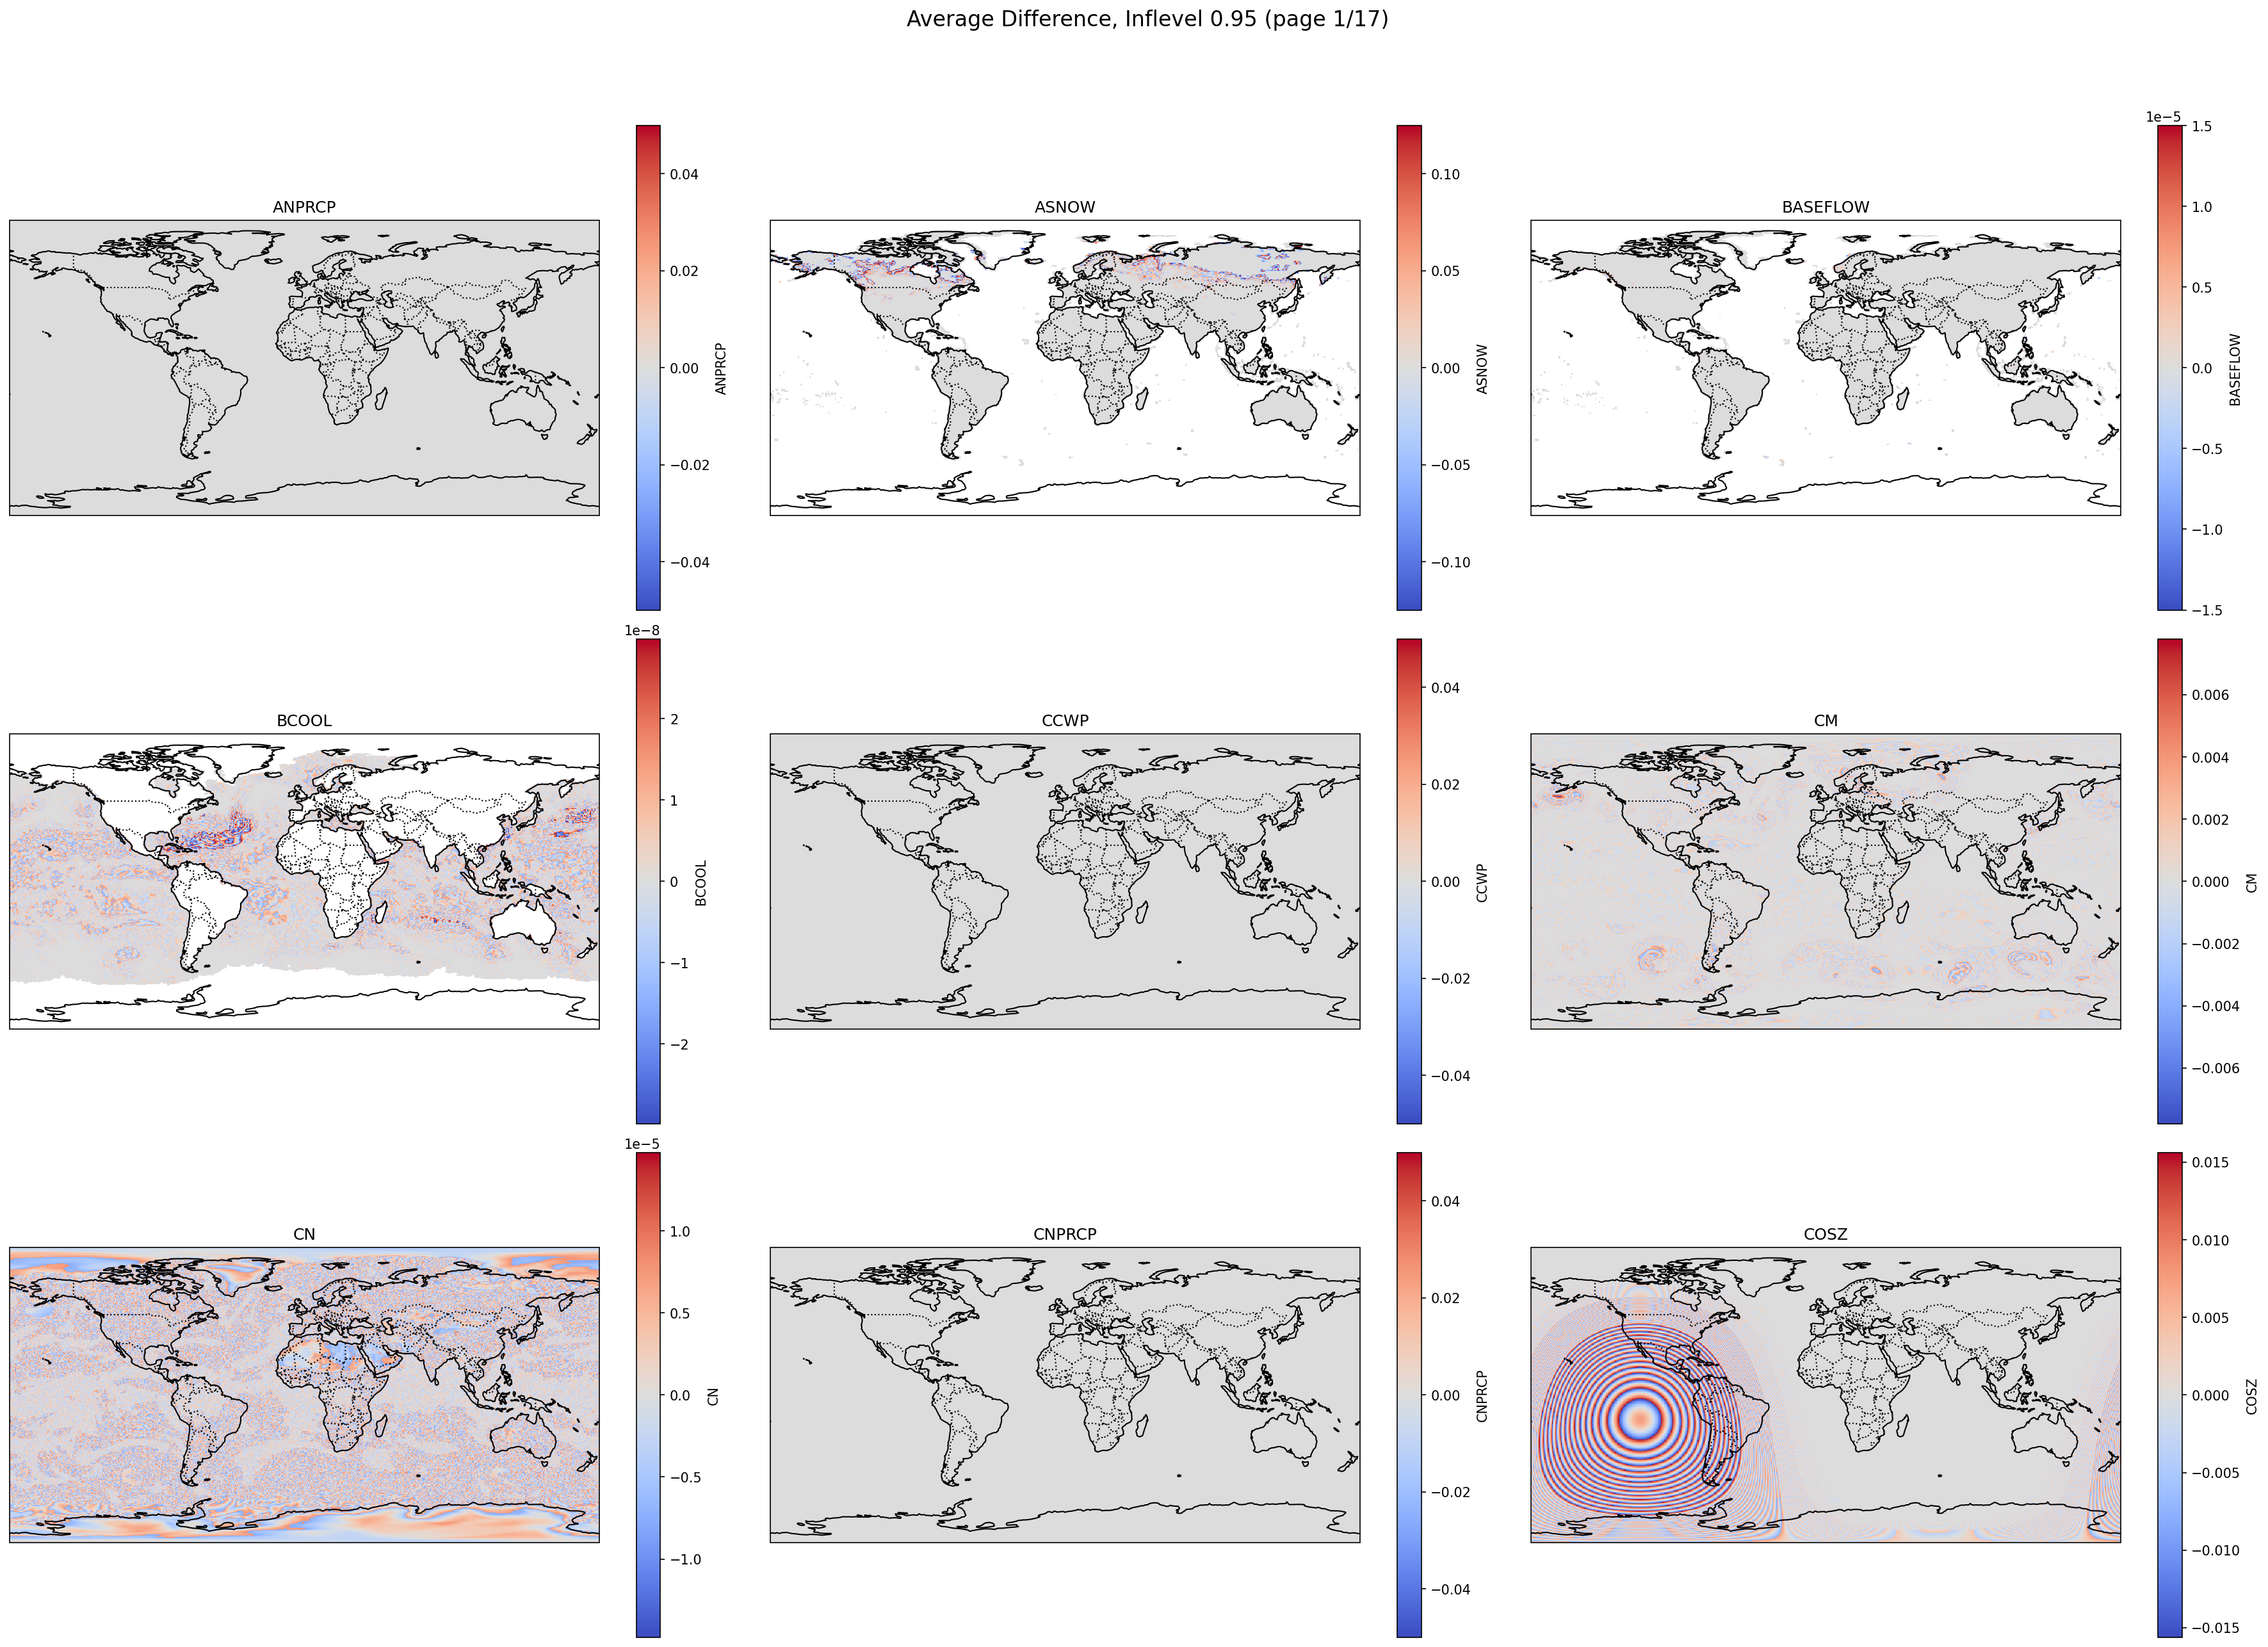 Average Difference, Inflevel 0.95 (page 1/17)
ANPRCP
0.04
0.02
0.00
−0.02
−0.04
ANPRCP
ASNOW
0.10
0.05
0.00
−0.05
−0.10
ASNOW
BASEFLOW
1e−5
1.5
1.0
0.5
0.0
−0.5
−1.0
−1.5
BASEFLOW
BCOOL
1e−8
2
1
0
−1
−2
BCOOL
CCWP
0.04
0.02
0.00
−0.02
−0.04
CCWP
CM
0.006
0.004
0.002
0.000
−0.002
−0.004
−0.006
CM
CN
1e−5
1.0
0.5
0.0
−0.5
−1.0
CN
CNPRCP
0.04
0.02
0.00
−0.02
−0.04
CNPRCP
COSZ
0.015
0.010
0.005
0.000
−0.005
−0.010
−0.015
COSZ